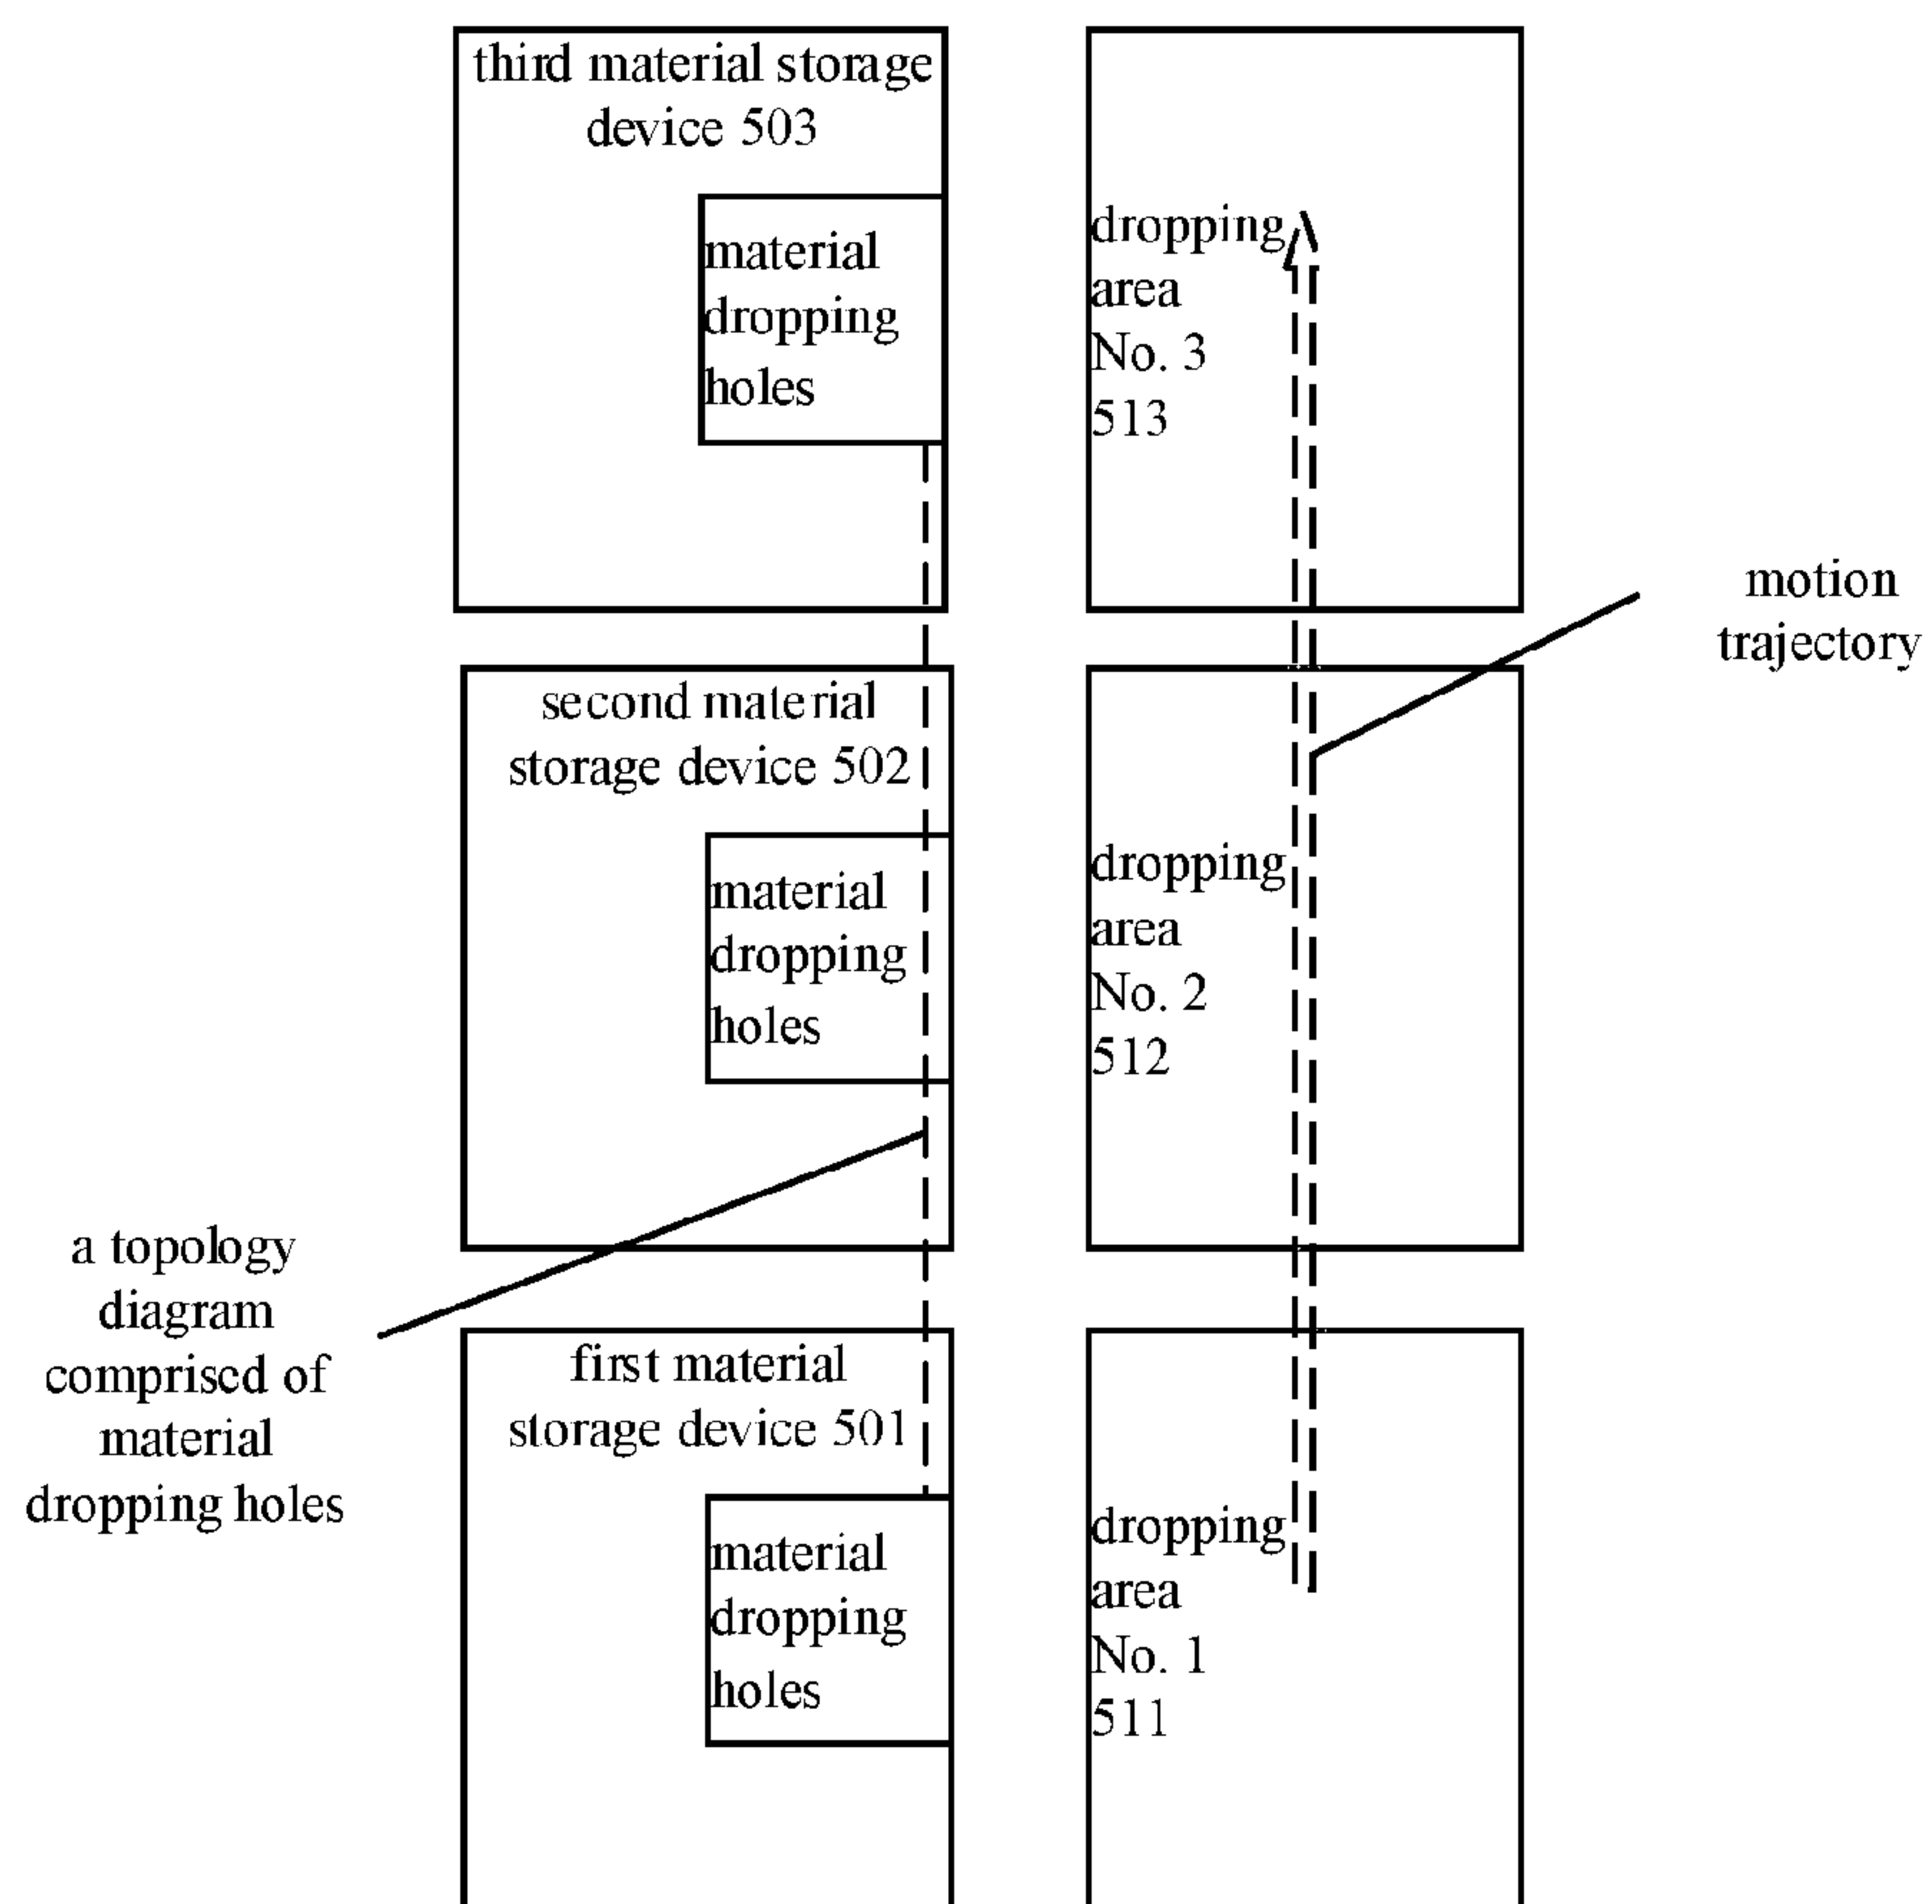 third material storage
device 503
material
dropping
holes
dropping
area
No. 3
513
motion
trajectory
second material
storage device 502
material
dropping
holes
dropping
area
No. 2
512
a topology
diagram
comprised of
material
dropping holes
first material
storage device 501
material
dropping
holes
dropping
area
No. 1
511